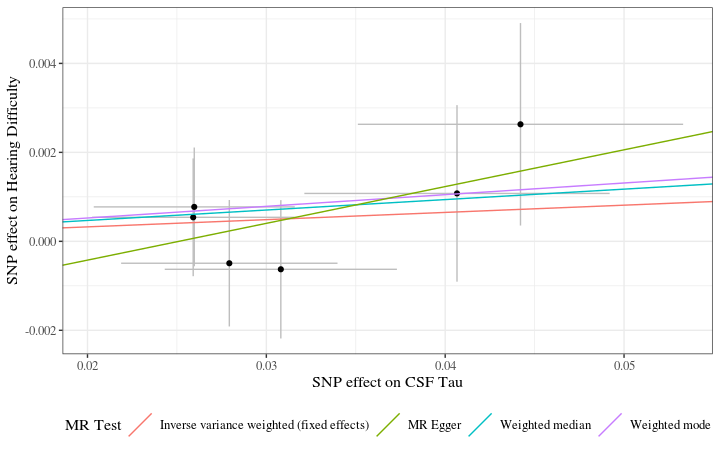 SNP effect on Hearing Difficulty
0.004
0.002
0.000
-0.002
0.02 0.03 0.04 0.05
SNP effect on CSF Tau
MR Test Inverse variance weighted (fixed effects) MR Egger Weighted median Weighted mode